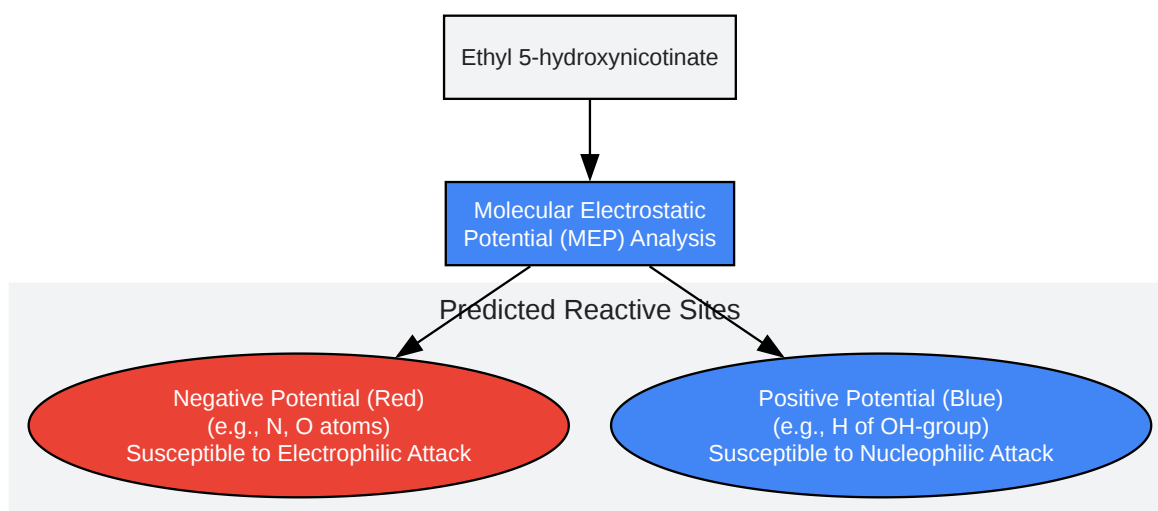 Ethyl 5-hydroxynicotinate
Molecular Electrostatic
Potential (MEP) Analysis
Predicted Reactive Sites
Negative Potential (Red)
(e.g., N, O atoms)
Susceptible to Electrophilic Attack
Positive Potential (Blue)
(e.g., H of OH-group)
Susceptible to Nucleophilic Attack